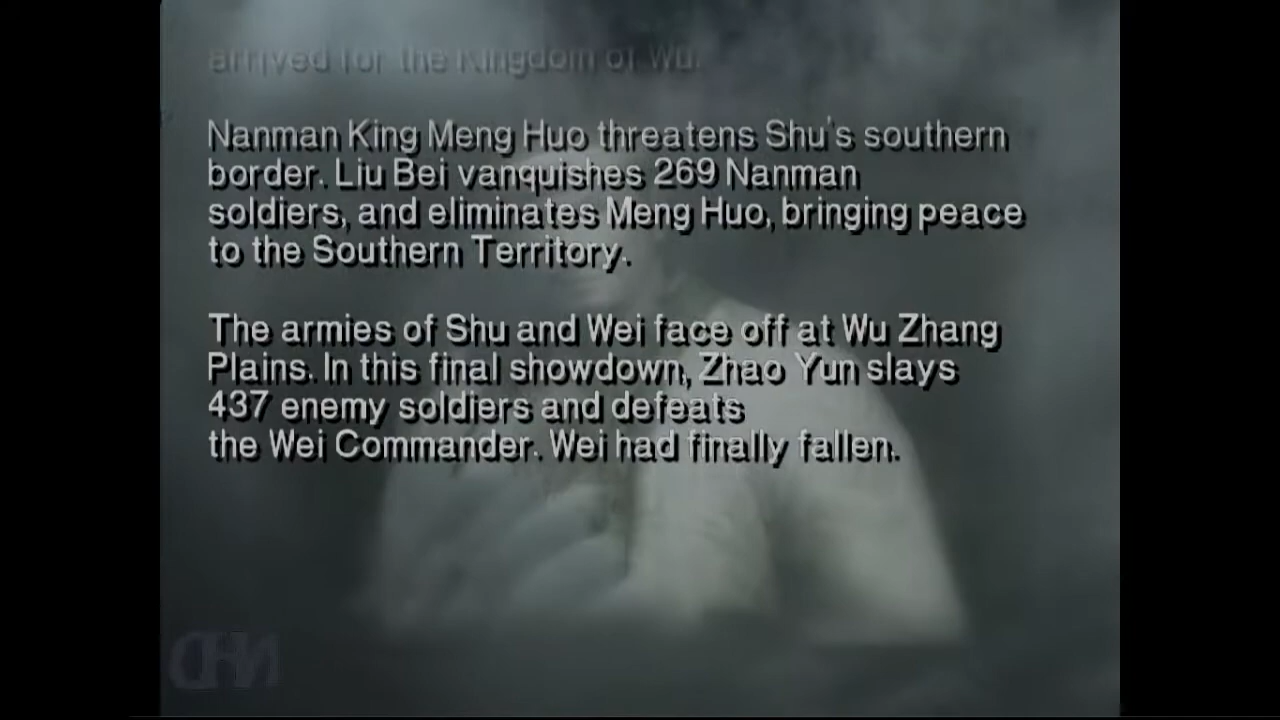 arrived for the Kingdom of Wu.
Nanman King Meng Huo threatens Shu's southern
border. Liu Bei vanquishes 269 Nanman
soldiers, and eliminates Meng Huo, bringing peace
to the Southern Territory.
The armies of Shu and Wei face off at Wu Zhang
Plains. In this final showdown, Zhao Yun slays
437 enemy soldiers and defeats
the Wei Commander. Wei had finally fallen.